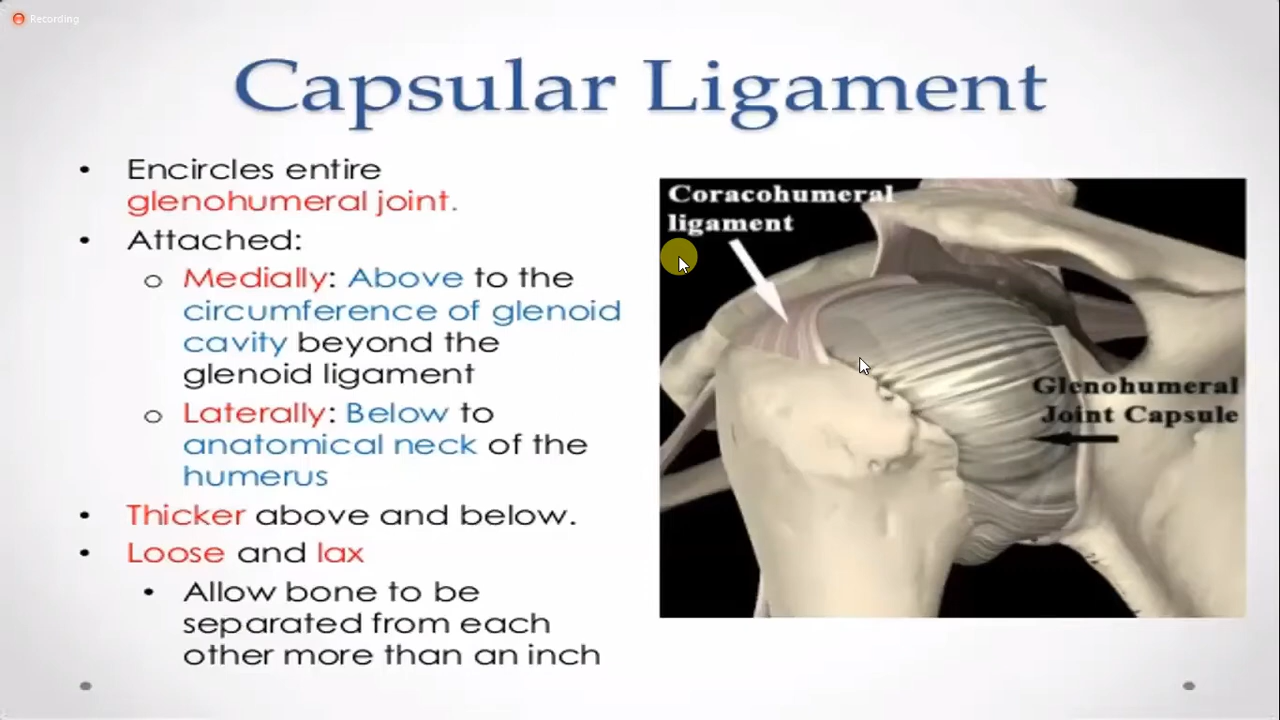 Recording
Capsular Ligament
• Encircles entire
glenohumeral joint.
• Attached:
o Medially: Above to the
circumference of glenoid
cavity beyond the
glenoid ligament
o Laterally: Below to
anatomical neck of the
humerus
• Thicker above and below.
• Loose and lax
• Allow bone to be
separated from each
other more than an inch
Coracohumeral
ligament
Glenohumeral
Joint Capsule